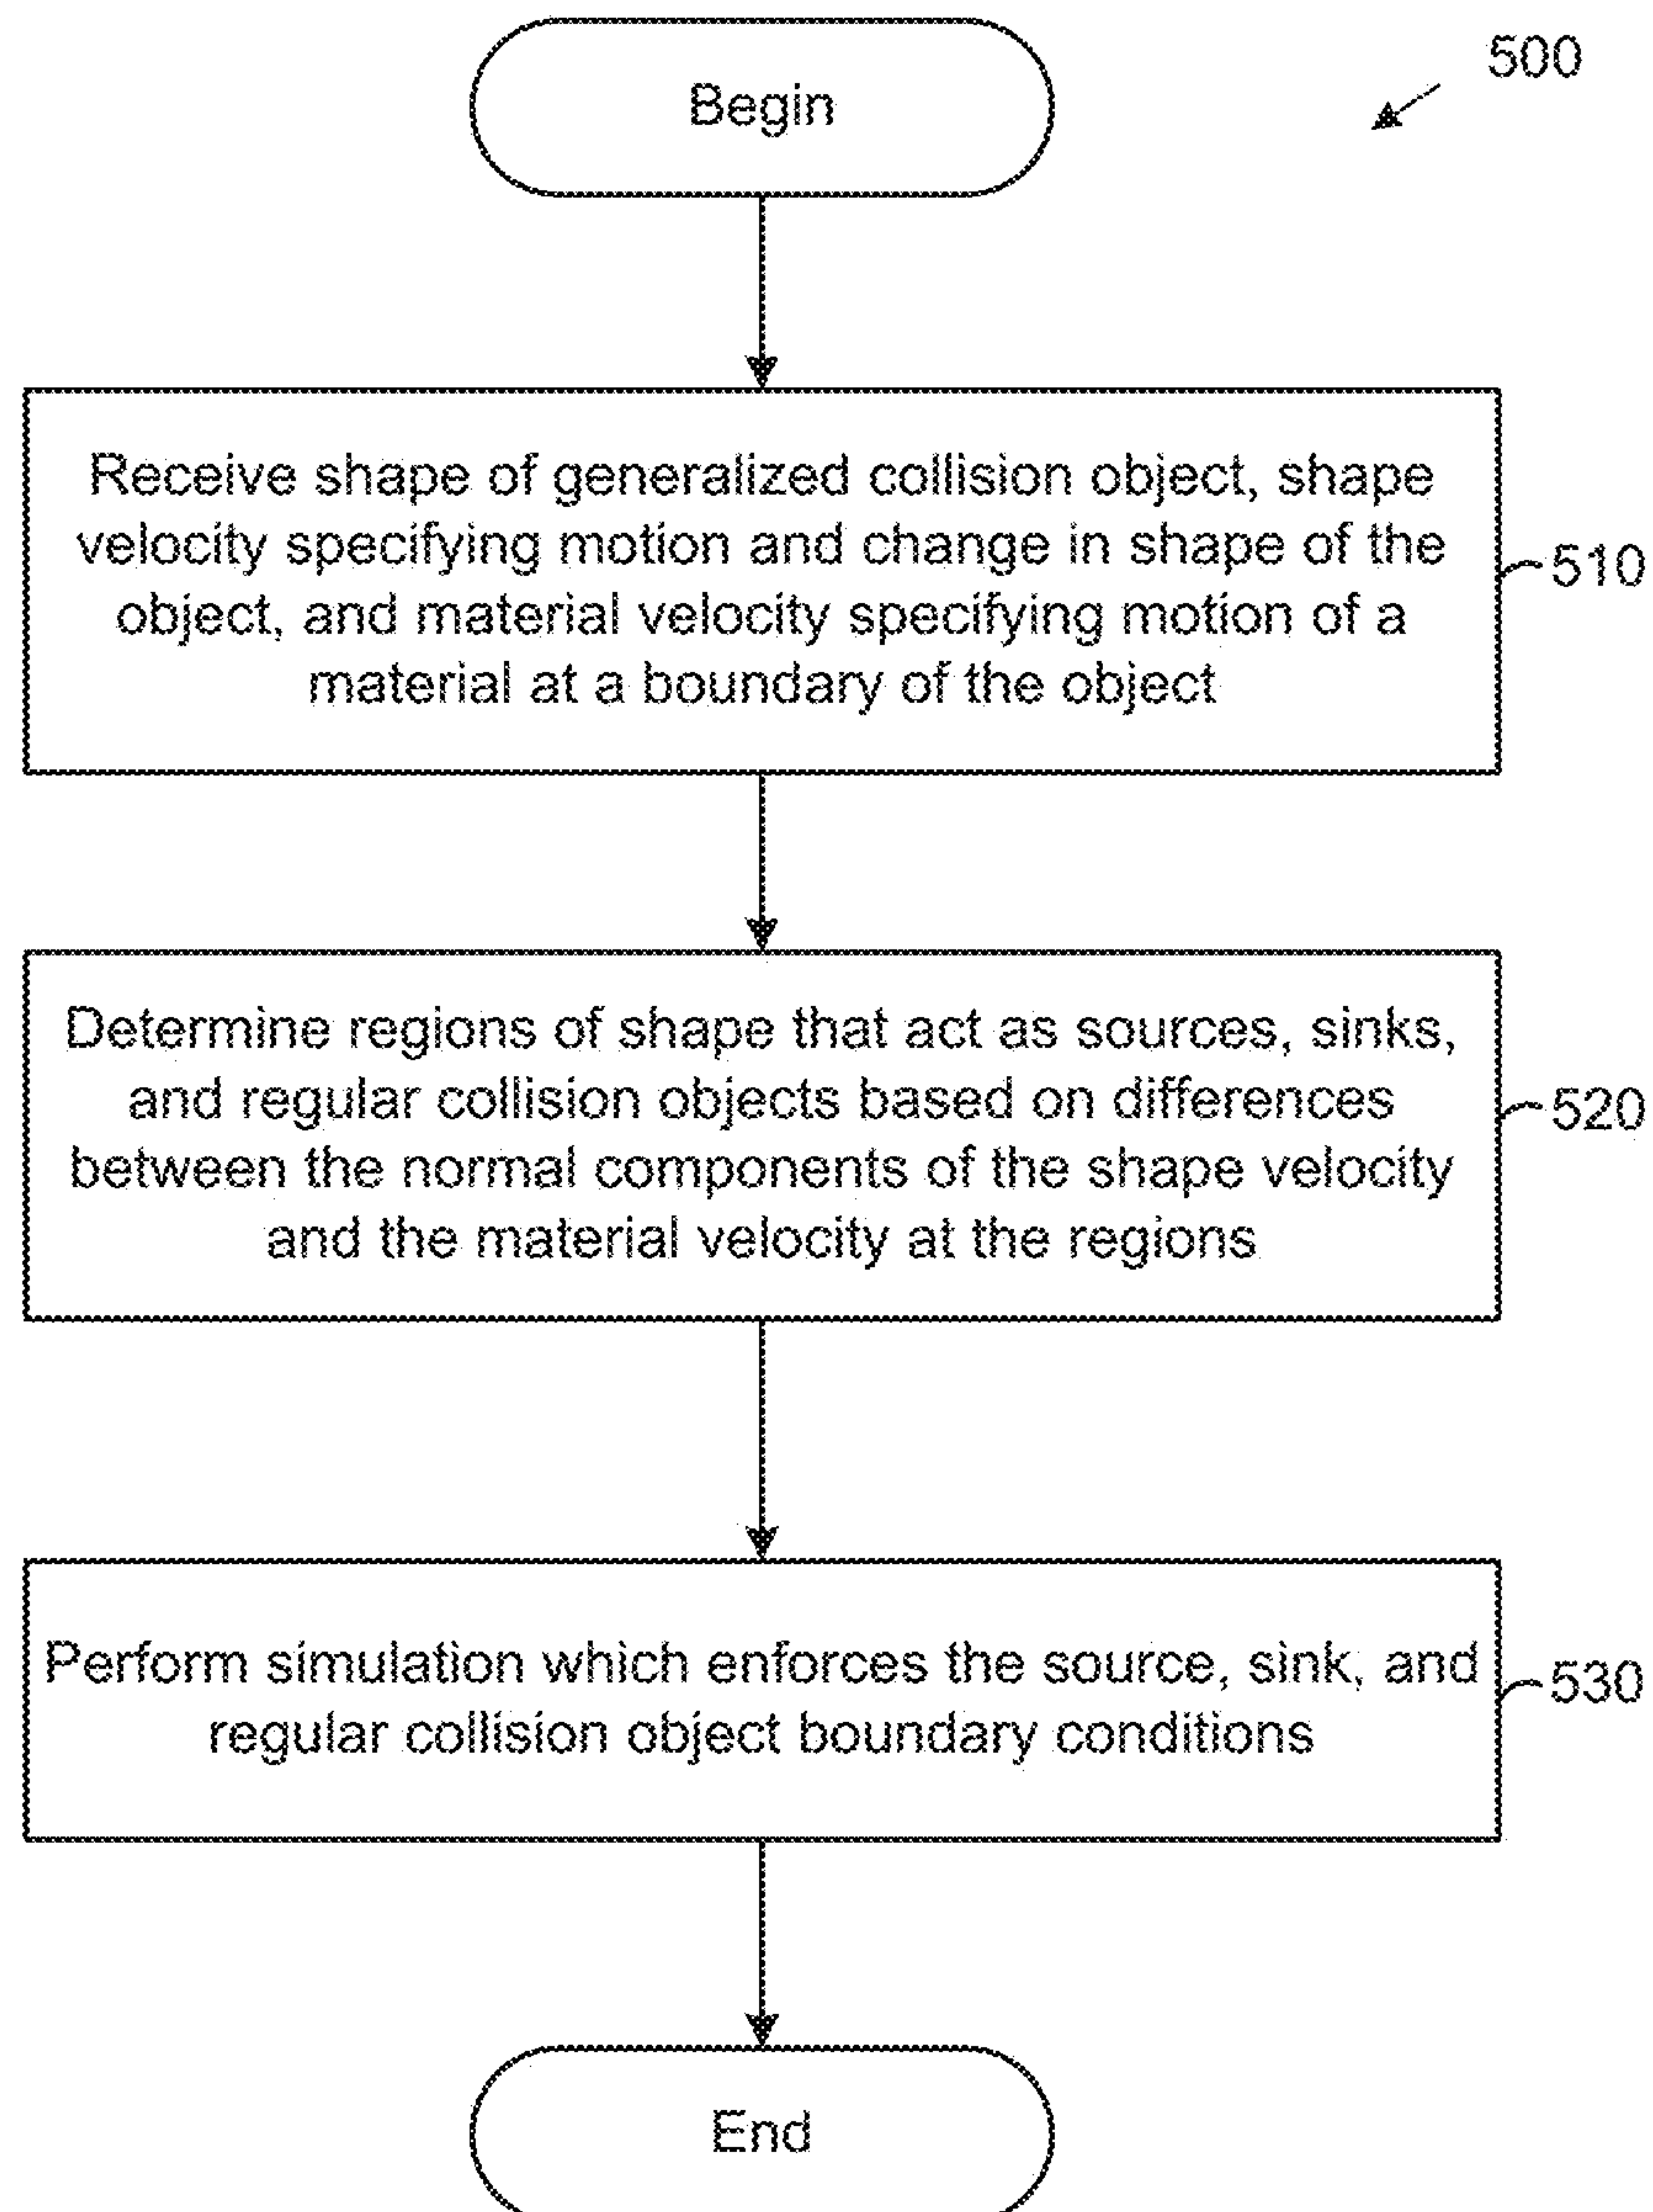 Begin
500
Receive shape of generalized collision object, shape
velocity specifying motion and change in shape of the
object, and material velocity specifying motion of a
material at a boundary of the object
510
Determine regions of shape that act as sources, sinks,
and regular collision objects based on differences
between the normal components of the shape velocity
and the material velocity at the regions
520
Perform simulation which enforces the source, sink, and
regular collision object boundary conditions
530
End